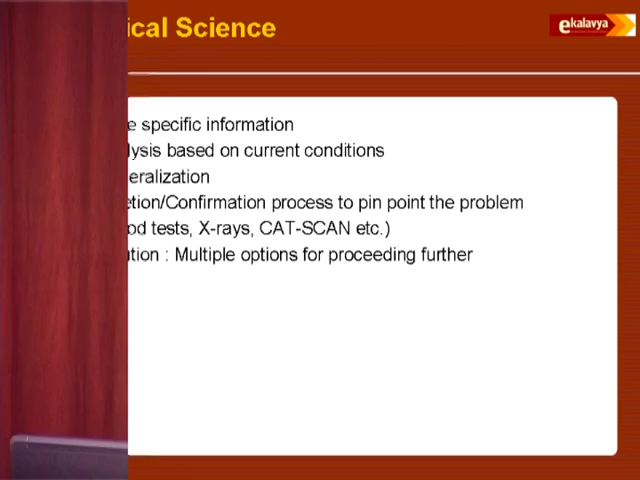 ical Science
ekalavya
e specific information
lysis based on current conditions
eralization
etion/Confirmation process to pin point the problem
od tests, X-rays, CAT-SCAN etc.)
ution : Multiple options for proceeding further